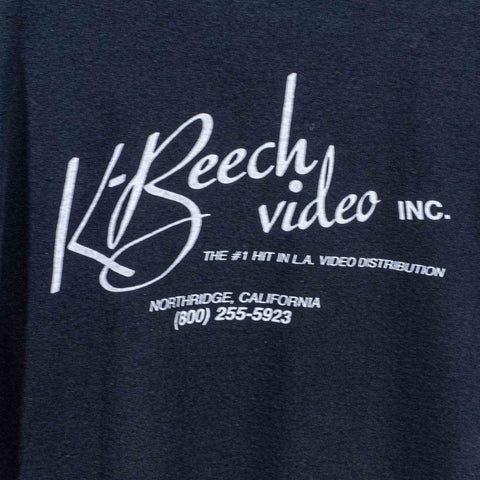 K-Beech
video INC.
THE #1 HIT IN L.A. VIDEO DISTRIBUTION
NORTHRIDGE, CALIFORNIA
(800) 255-5923